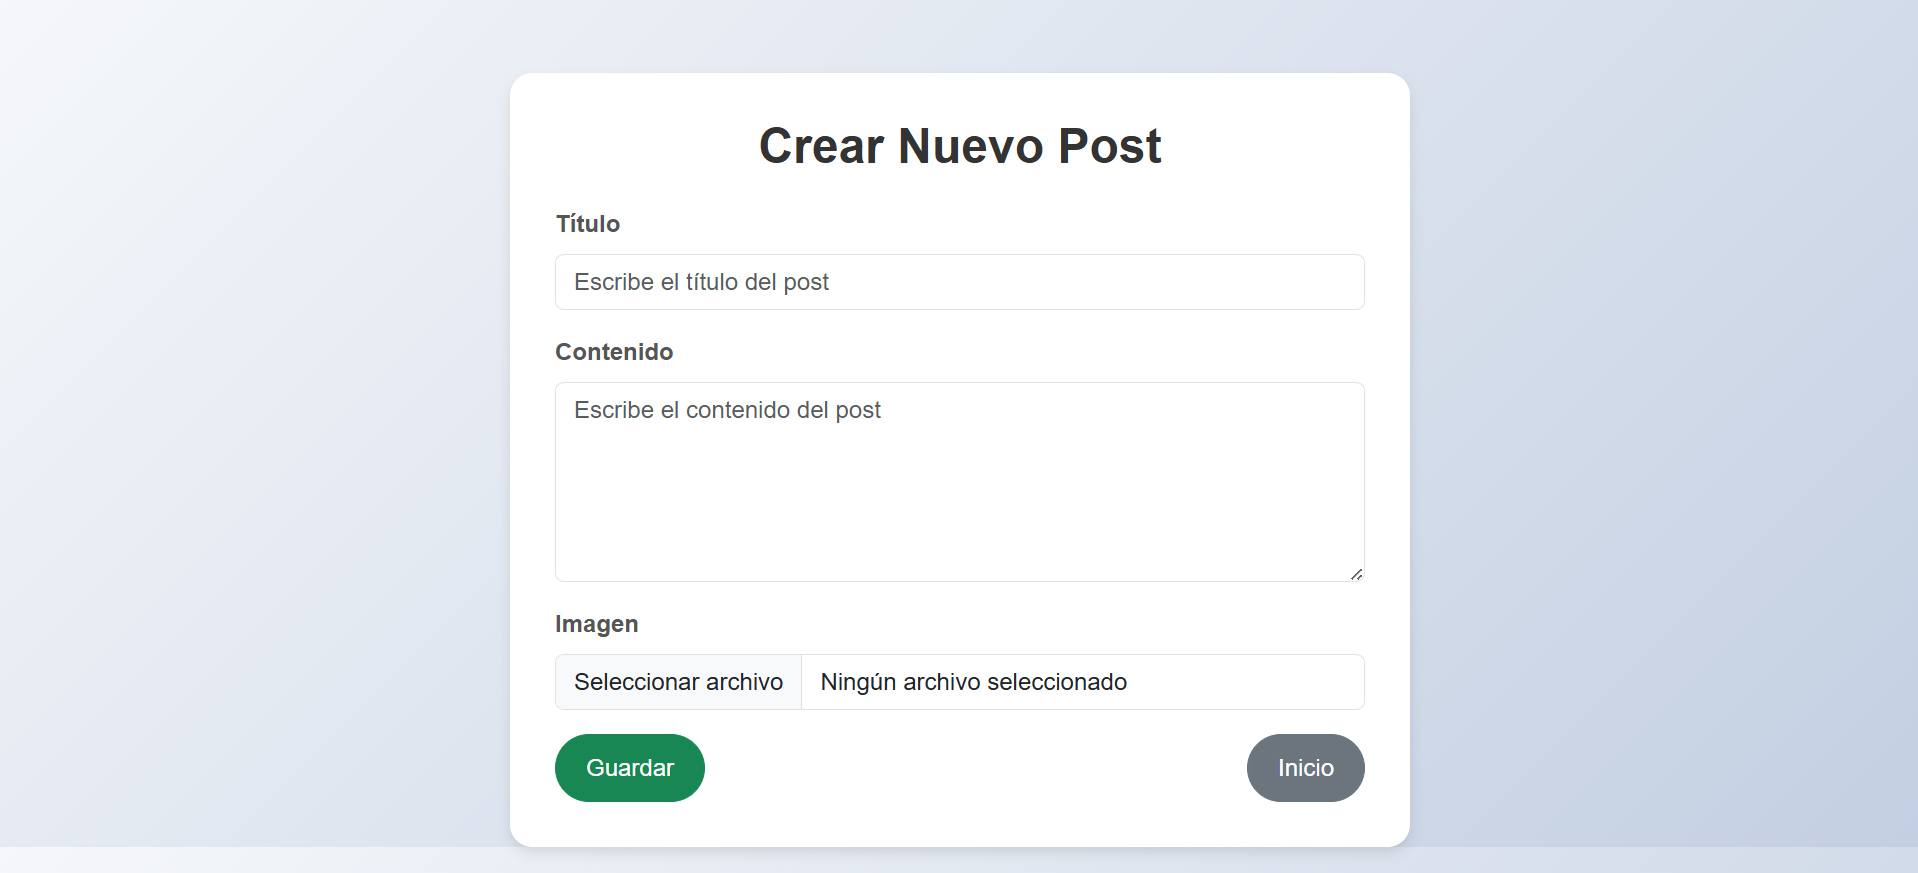 Crear Nuevo Post
Título
Escribe el título del post
Contenido
Escribe el contenido del post
Imagen
Seleccionar archivo Ningún archivo seleccionado
Guardar Inicio